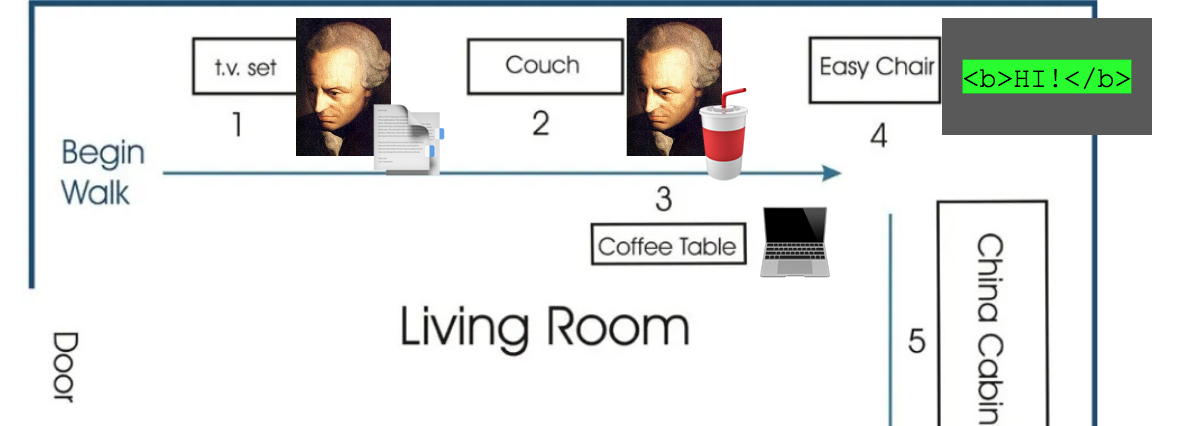 t.v. set
1
Couch
2
Easy Chair
4
<b>HI!</b>
Begin
Walk
3
Coffee Table
Living Room
5
China Cabin
Door